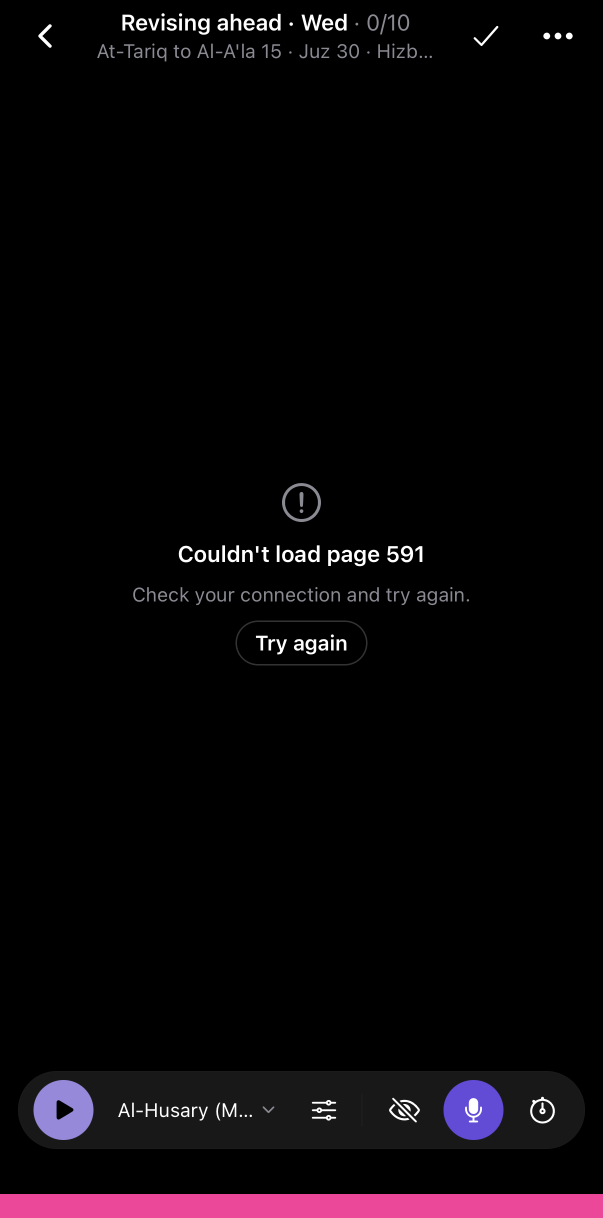 Revising ahead · Wed · 0/10
At-Tariq to Al-A'la 15 · Juz 30 · Hizb...
Couldn't load page 591
Check your connection and try again.
Try again
Al-Husary (M...